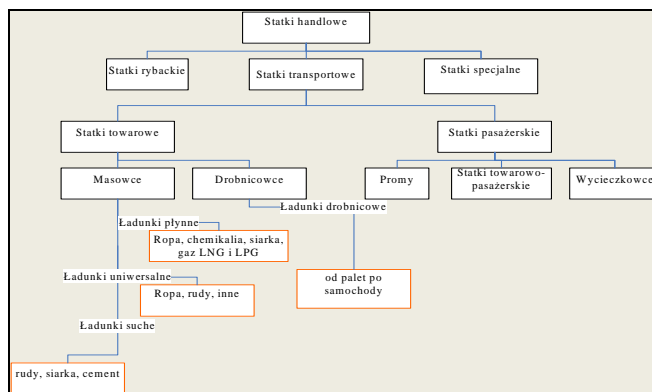 Statki handlowe
Statki rybackie
Statki transportowe
Statki specjalne
Statki towarowe
Statki pasażerskie
Masowce
Drobnicowce
Promy
Statki towarowo-
pasażerskie
Wycieczkowce
Ładunki drobnicowe
Ładunki płynne
Ropa, chemikalia, siarka,
gaz LNG i LPG
Ładunki uniwersalne
od palet po
samochody
Ropa, rudy, inne
Ładunki suche
rudy, siarka, cement